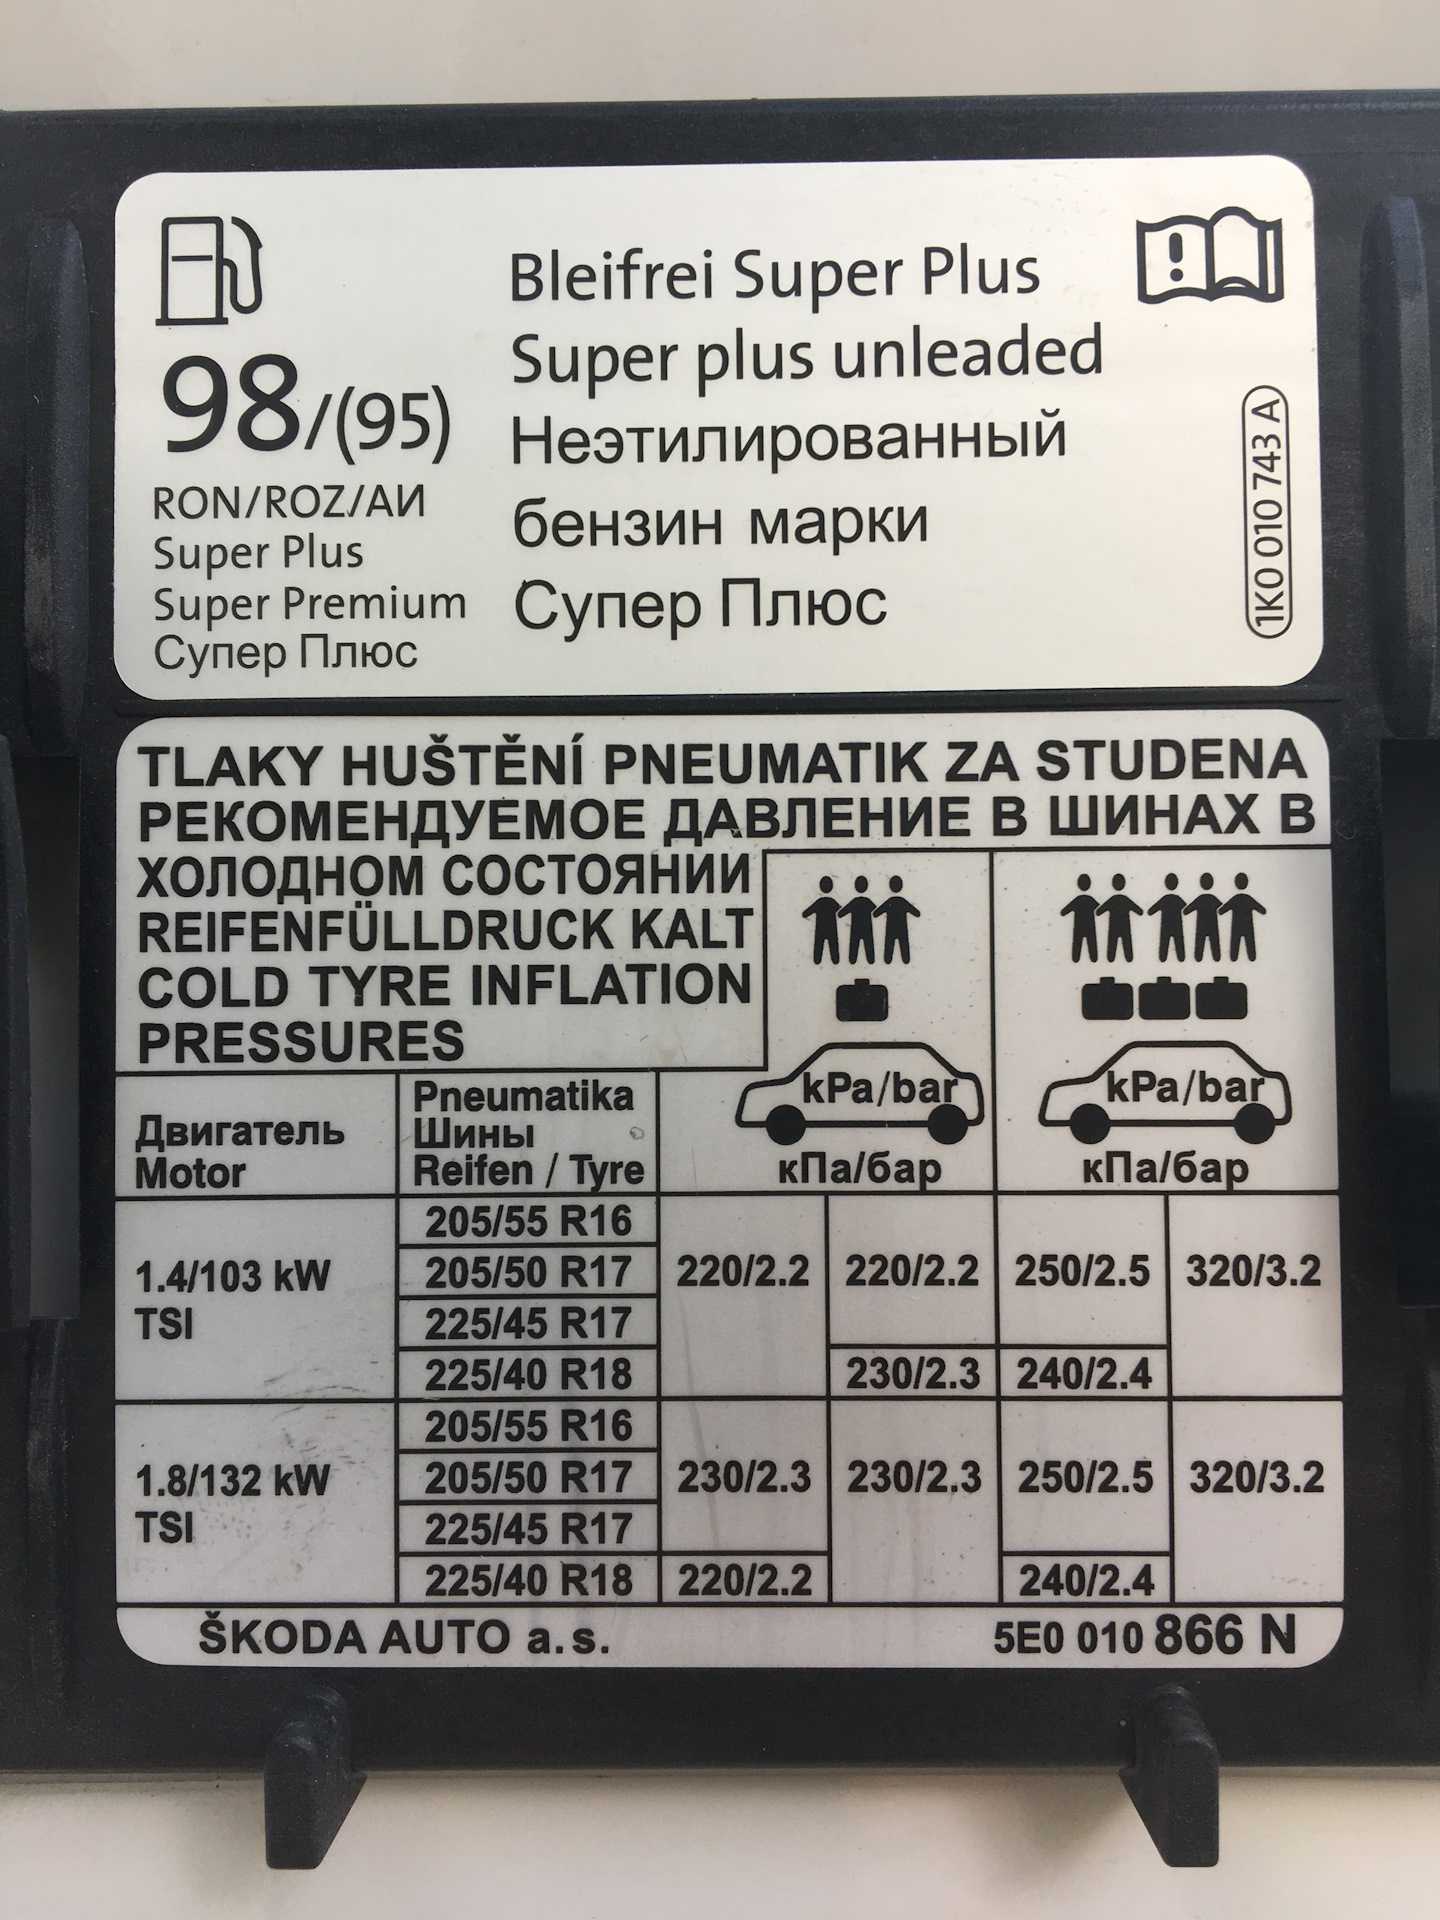 98/(95)
RON/ROZ/АИ
Super Plus
Super Premium
Супер Плюс
Bleifrei Super Plus
Super plus unleaded
Неэтилированный
бензин марки
Супер Плюс
1K0 010 743 A
TLAKY HUŠTĚNÍ PNEUMATIK ZA STUDENA
РЕКОМЕНДУЕМОЕ ДАВЛЕНИЕ В ШИНАХ В
ХОЛОДНОМ СОСТОЯНИИ
REIFENFÜLLDRUCK KALT
COLD TYRE INFLATION
PRESSURES
kPa/bar kPa/bar
кПа/бар кПа/бар
Двигатель
Motor
Pneumatika
Шины
Reifen / Tyre
1.4/103 kW
TSI
205/55 R16
205/50 R17 220/2.2 220/2.2 250/2.5 320/3.2
225/45 R17
225/40 R18 230/2.3 240/2.4
1.8/132 kW
TSI
205/55 R16
205/50 R17 230/2.3 230/2.3 250/2.5 320/3.2
225/45 R17
225/40 R18 220/2.2 240/2.4
ŠKODA AUTO a.s. 5E0 010 866 N